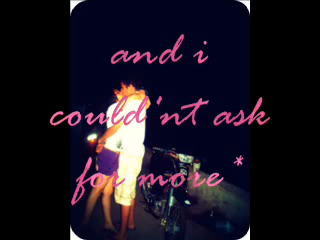 and i
could'nt ask
for more *